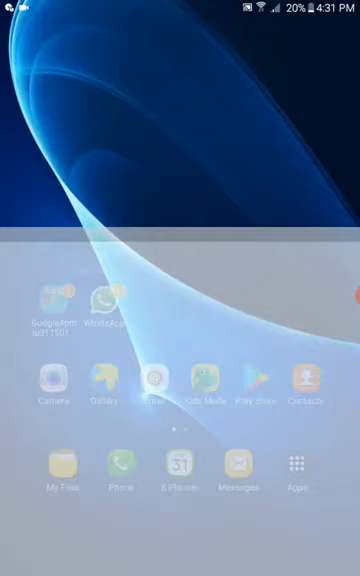 20% 4:31 PM
WhatsApp
Camera Gallery Email Kids Mode Play Store Contacts
31
My Files Phone S Planner Messages Apps